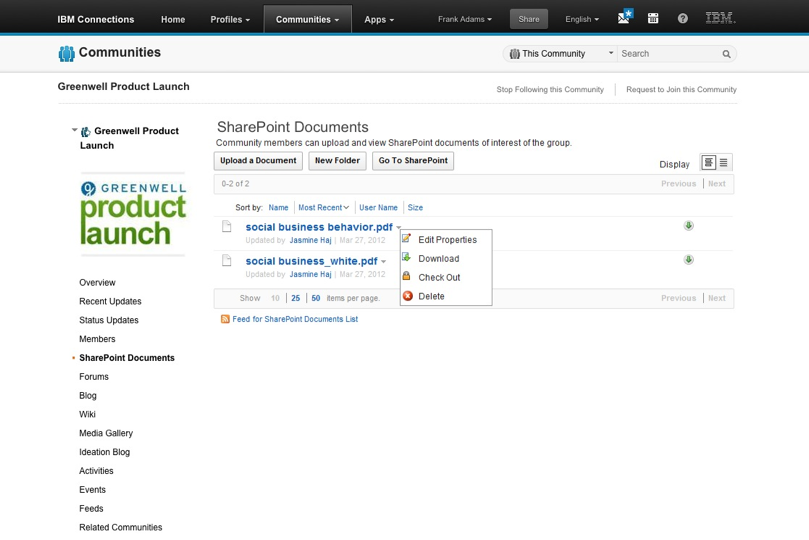 IBM Connections Home Profiles Communities Apps Frank Adams Share English IBM
Communities This Community Search
Greenwell Product Launch Stop Following this Community Request to Join this Community
Greenwell Product
Launch
GREENWELL
product
launch
Overview
Recent Updates
Status Updates
Members
SharePoint Documents
Forums
Blog
Wiki
Media Gallery
Ideation Blog
Activities
Events
Feeds
Related Communities
SharePoint Documents
Community members can upload and view SharePoint documents of interest of the group.
Upload a Document New Folder Go To SharePoint Display
0-2 of 2 Previous | Next
Sort by: Name | Most Recent | User Name | Size
social business behavior.pdf
Updated by Jasmine Haj | Mar 27, 2012
social business_white.pdf
Updated by Jasmine Haj | Mar 27, 2012
Edit Properties
Download
Check Out
Delete
Show 10 | 25 | 50 items per page. Previous | Next
Feed for SharePoint Documents List